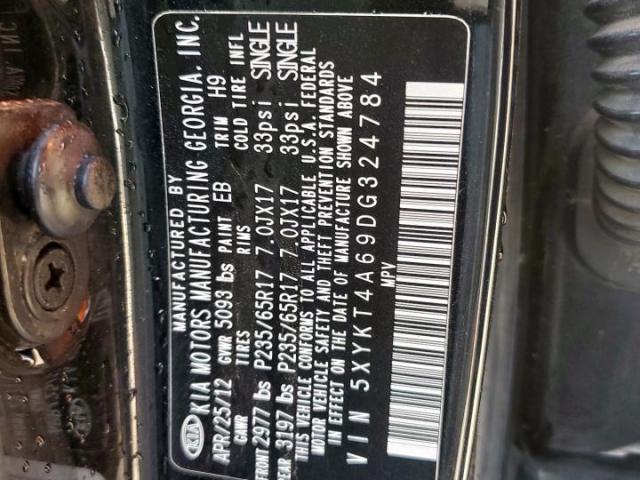 KIA
MANUFACTURED BY
KIA MOTORS MANUFACTURING GEORGIA, INC.
APR/25/12 GVWR 5093 lbs PAINT EB TRIM H9
GAWR TIRES RIMS COLD TIRE INFL
FRONT 2977 lbs P235/65R17 7.0JX17 33psi SINGLE
REAR 3197 lbs P235/65R17 7.0JX17 33psi SINGLE
THIS VEHICLE CONFORMS TO ALL APPLICABLE U.S.A. FEDERAL
MOTOR VEHICLE SAFETY AND THEFT PREVENTION STANDARDS
IN EFFECT ON THE DATE OF MANUFACTURE SHOWN ABOVE
VIN 5XYKT4A69DG324784
MPV